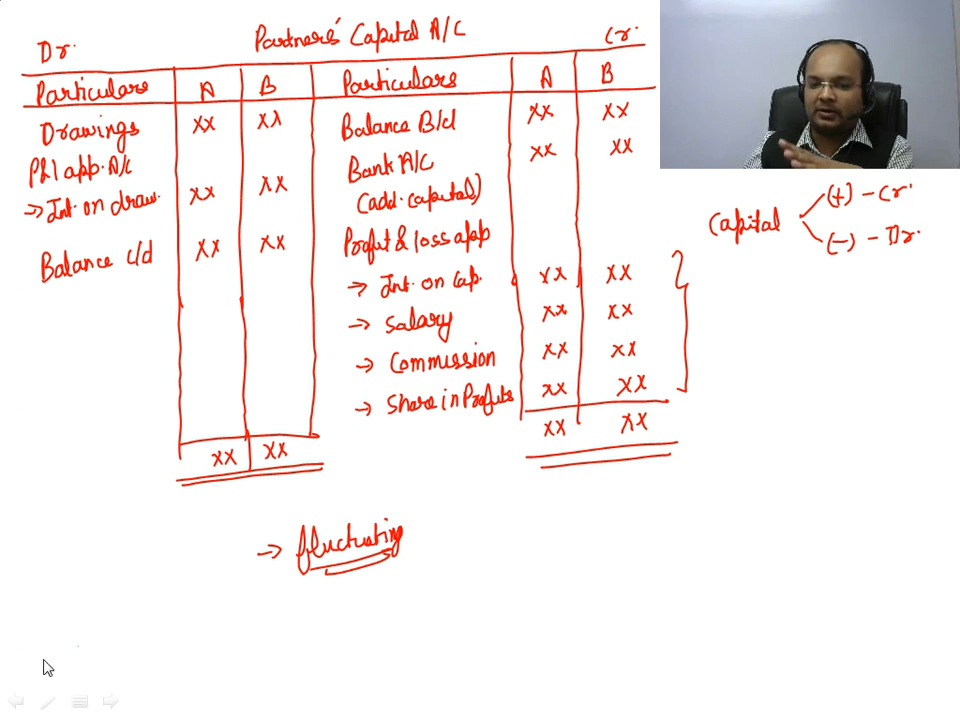 Partner's Capital A/C
Dr. Cr.
Particulars A B Particulars A B
Drawings xx xx Balance B/d xx xx
P&l app. A/c Bank A/C xx xx
→ Int. on draw. xx xx (add. capital)
Balance c/d xx xx Profit & loss app
→ Int. on Cap. xx xx
→ Salary xx xx
→ Commission xx xx
→ Share in Profits xx xx
xx xx
xx xx
Capital (+) - Cr.
(-) - Dr.
→ fluctuating